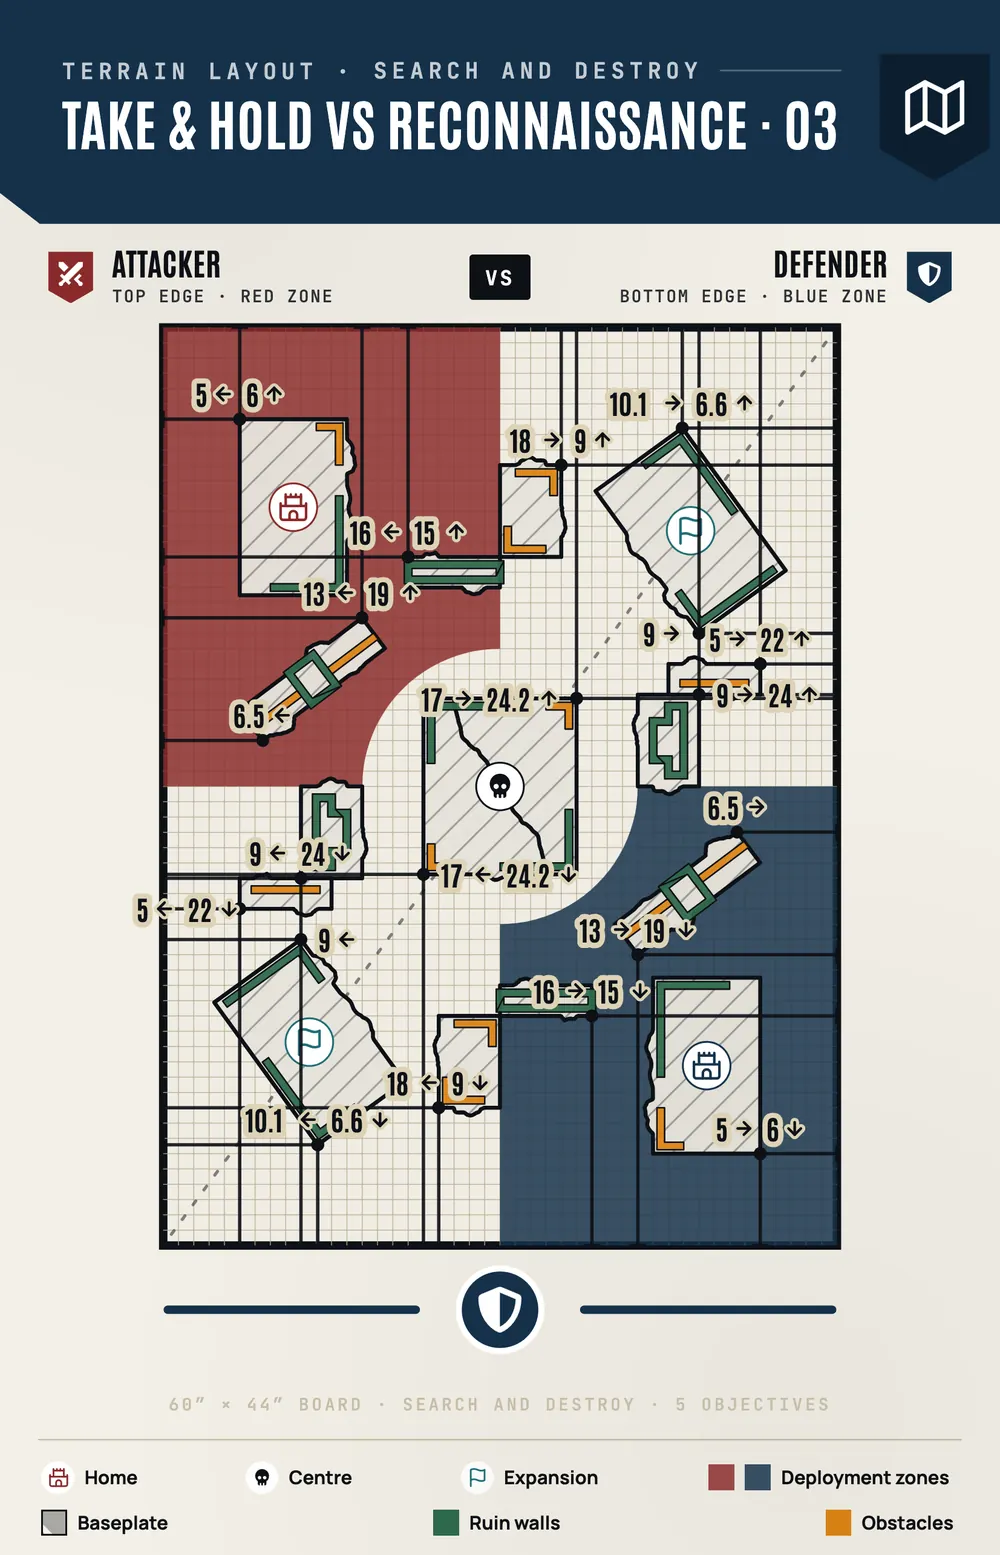 TERRAIN LAYOUT · SEARCH AND DESTROY
TAKE & HOLD VS RECONNAISSANCE · 03
ATTACKER
TOP EDGE · RED ZONE
VS
DEFENDER
BOTTOM EDGE · BLUE ZONE
5 ← 6 ↑
10.1 → 6.6 ↑
18 → 9 ↑
16 ← 15 ↑
13 ← 19 ↑
9 →
5 → 22 ↑
6.5 ←
17 → 24.2 ↑
9 → 24 ↑
6.5 →
9 ← 24 ↓
17 ← 24.2 ↓
5 ← 22 ↓
13 → 19 ↓
9 ←
16 → 15 ↓
18 ← 9 ↓
10.1 ← 6.6 ↓
5 → 6 ↓
60″ × 44″ BOARD · SEARCH AND DESTROY · 5 OBJECTIVES
Home
Centre
Expansion
Deployment zones
Baseplate
Ruin walls
Obstacles